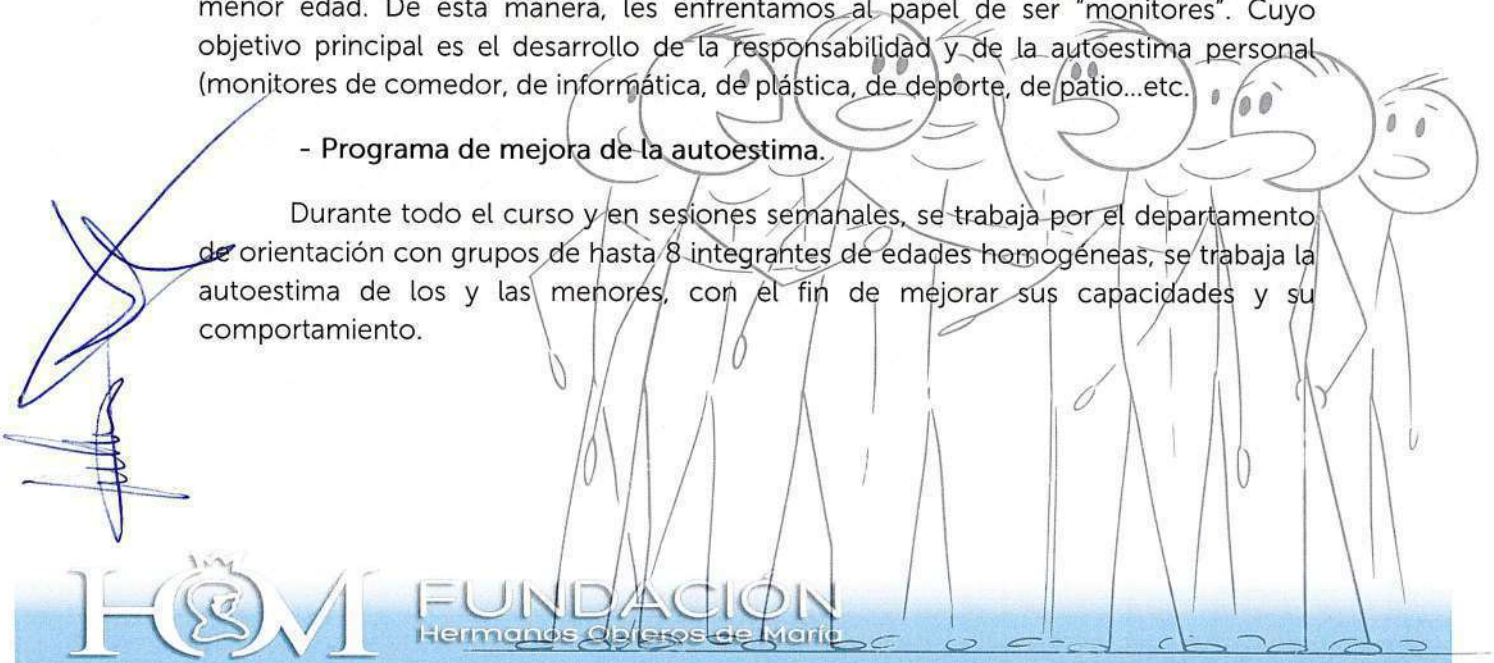 menor edad. De esta manera, les enfrentamos al papel de ser "monitores". Cuyo
objetivo principal es el desarrollo de la responsabilidad y de la autoestima personal
(monitores de comedor, de informática, de plástica, de deporte, de patio...etc.
- Programa de mejora de la autoestima.
Durante todo el curso y en sesiones semanales, se trabaja por el departamento
de orientación con grupos de hasta 8 integrantes de edades homogéneas, se trabaja la
autoestima de los y las menores, con el fin de mejorar sus capacidades y su
comportamiento.
HOM FUNDACIÓN
Hermanos Obreros de María